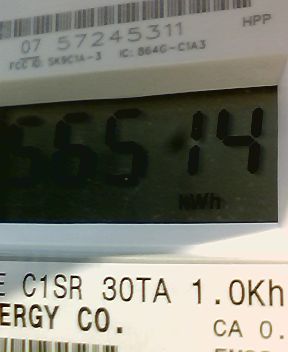 07 57245311
HPP
FCC ID: SK9C1A-3 IC: 864G-C1A3
56514
KWh
E C1SR 30TA 1.0Kh
ERGY CO.
CA 0.